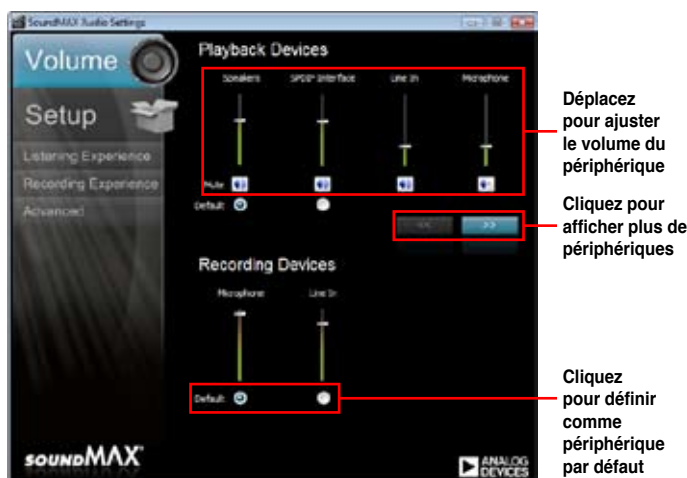 SoundMAX Audio Settings
Volume
Setup
Listening Experience
Recording Experience
Advanced
Playback Devices
Speakers
SPDIF Interface
Line In
Microphone
Mute:
Default:
<<
>>
Recording Devices
Microphone
Line In
Default:
SOUNDMAX
ANALOG
DEVICES
Déplacez
pour ajuster
le volume du
périphérique
Cliquez pour
afficher plus de
périphériques
Cliquez
pour définir
comme
périphérique
par défaut